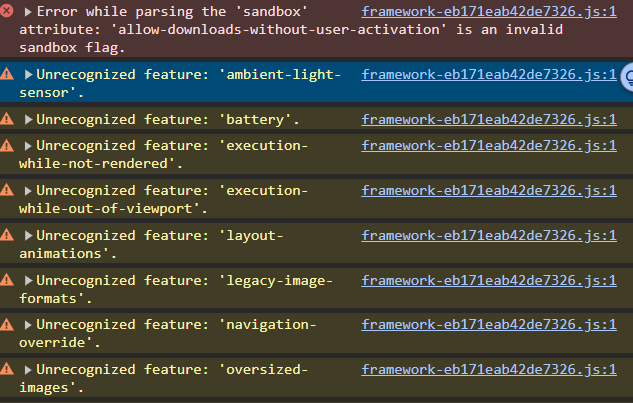 Error while parsing the 'sandbox' framework-eb171eab42de7326.js:1
attribute: 'allow-downloads-without-user-activation' is an invalid
sandbox flag.
Unrecognized feature: 'ambient-light- framework-eb171eab42de7326.js:1
sensor'.
Unrecognized feature: 'battery'. framework-eb171eab42de7326.js:1
Unrecognized feature: 'execution- framework-eb171eab42de7326.js:1
while-not-rendered'.
Unrecognized feature: 'execution- framework-eb171eab42de7326.js:1
while-out-of-viewport'.
Unrecognized feature: 'layout- framework-eb171eab42de7326.js:1
animations'.
Unrecognized feature: 'legacy-image- framework-eb171eab42de7326.js:1
formats'.
Unrecognized feature: 'navigation- framework-eb171eab42de7326.js:1
override'.
Unrecognized feature: 'oversized- framework-eb171eab42de7326.js:1
images'.